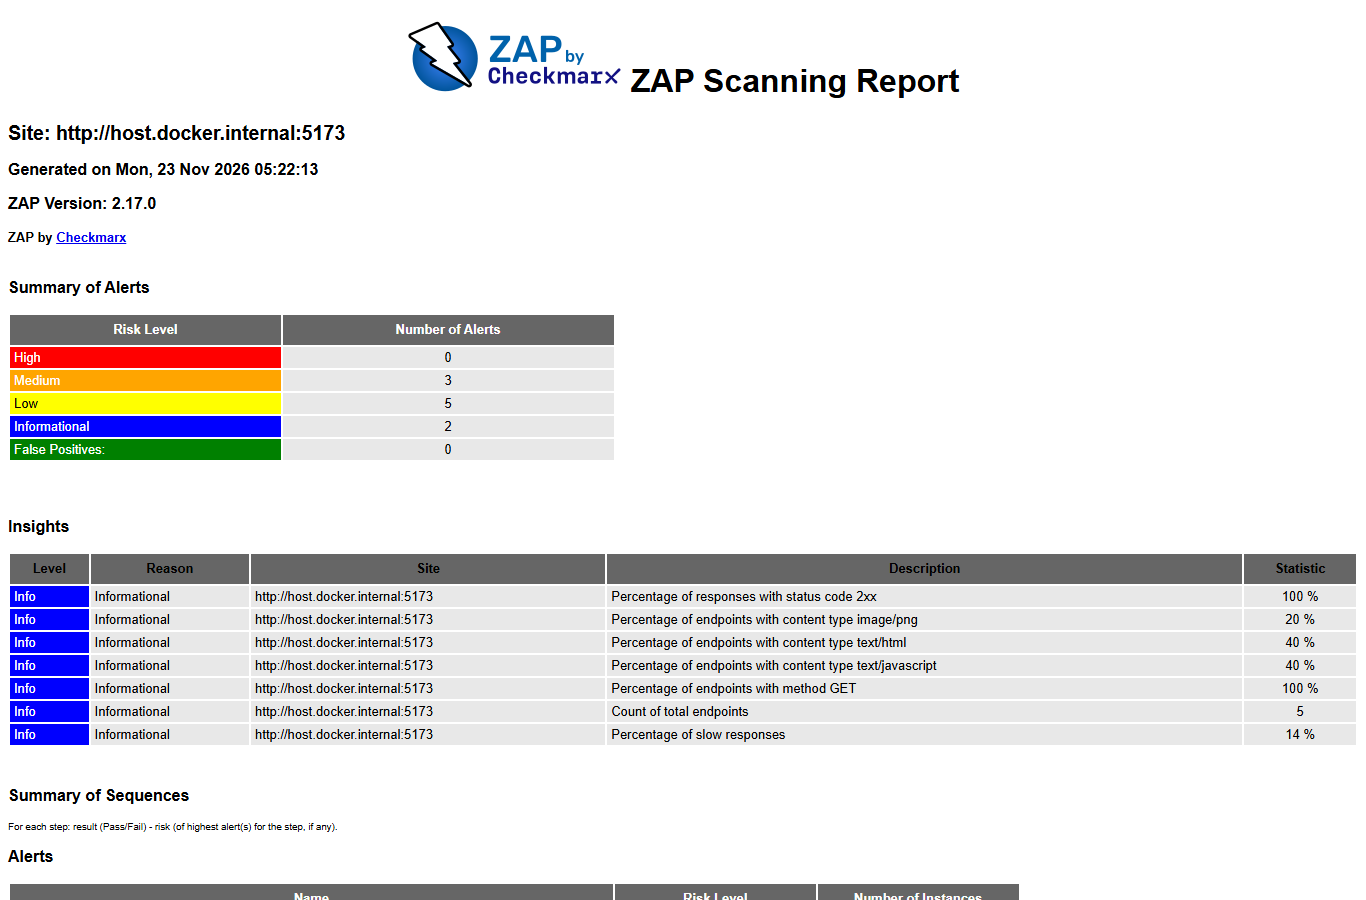 ZAP by
Checkmarx ZAP Scanning Report
Site: http://host.docker.internal:5173
Generated on Mon, 23 Nov 2026 05:22:13
ZAP Version: 2.17.0
ZAP by Checkmarx
Summary of Alerts
Risk Level Number of Alerts
High 0
Medium 3
Low 5
Informational 2
False Positives: 0
Insights
Level Reason Site Description Statistic
Info Informational http://host.docker.internal:5173 Percentage of responses with status code 2xx 100 %
Info Informational http://host.docker.internal:5173 Percentage of endpoints with content type image/png 20 %
Info Informational http://host.docker.internal:5173 Percentage of endpoints with content type text/html 40 %
Info Informational http://host.docker.internal:5173 Percentage of endpoints with content type text/javascript 40 %
Info Informational http://host.docker.internal:5173 Percentage of endpoints with method GET 100 %
Info Informational http://host.docker.internal:5173 Count of total endpoints 5
Info Informational http://host.docker.internal:5173 Percentage of slow responses 14 %
Summary of Sequences
For each step: result (Pass/Fail) - risk (of highest alert(s) for the step, if any).
Alerts
Name Risk Level Number of Instances